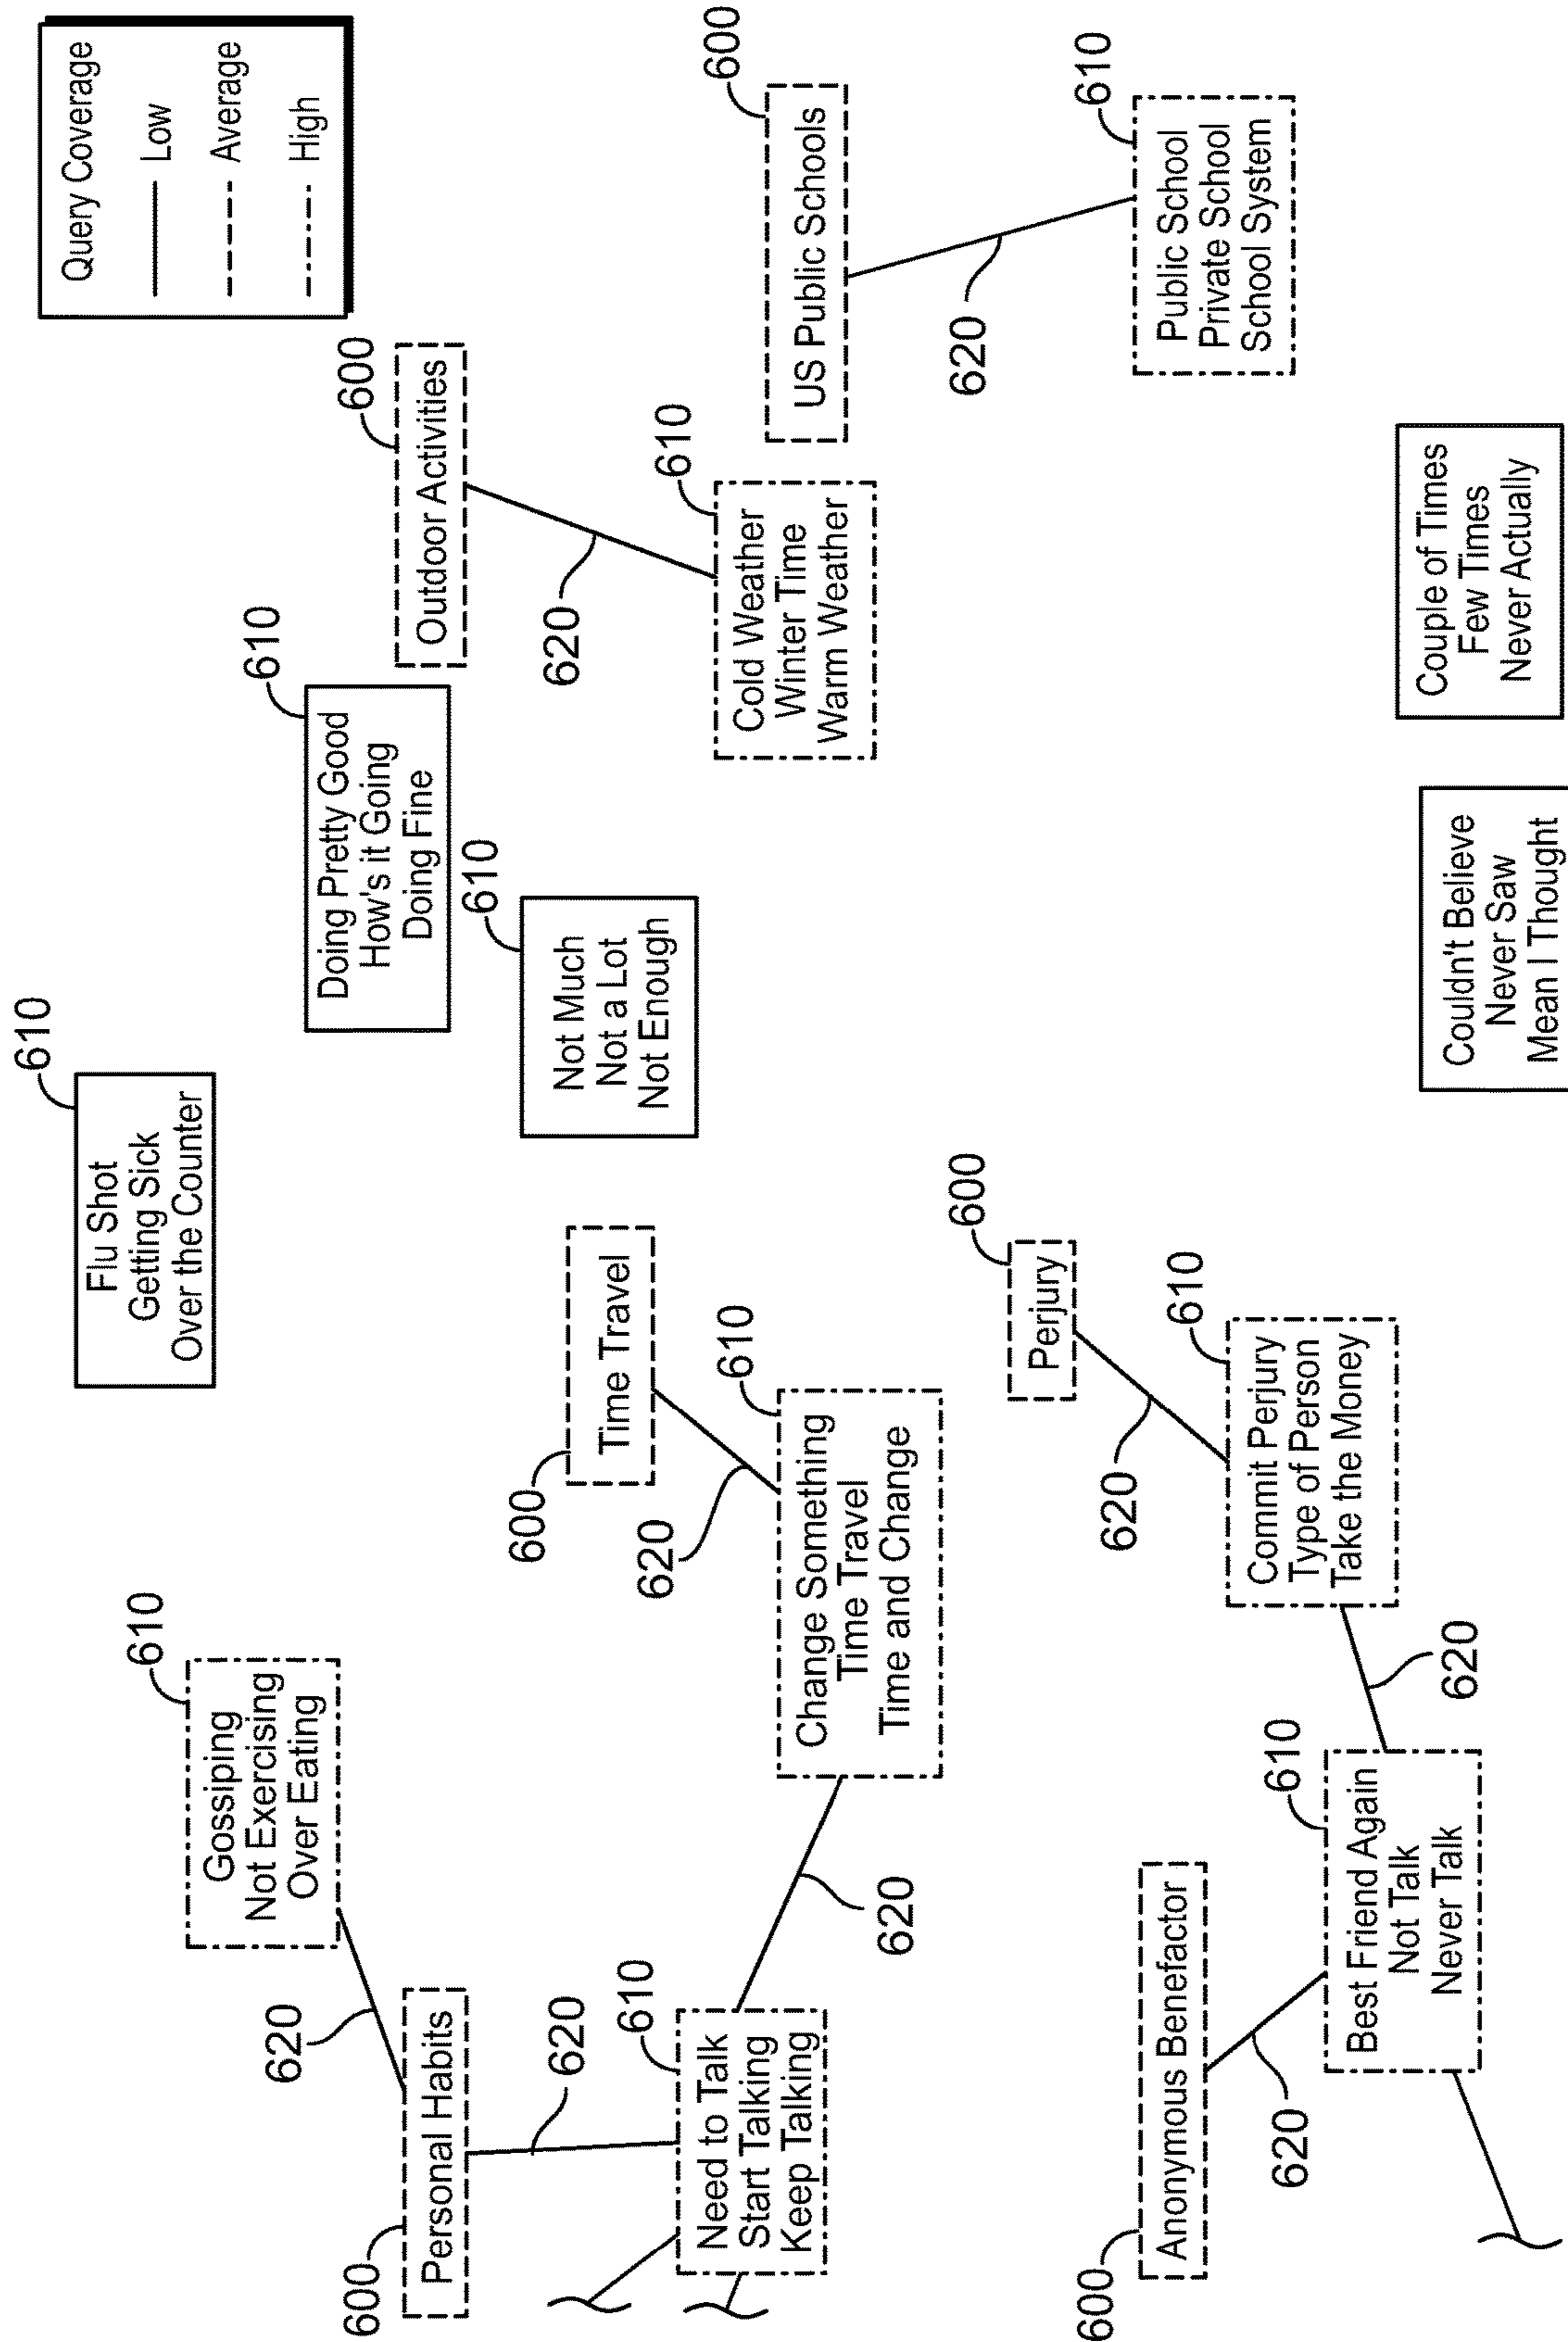 Query Coverage
Low
Average
High
610
Flu Shot
Getting Sick
Over the Counter
610
Gossiping
Not Exercising
Over Eating
620
600
Personal Habits
620
610
Need to Talk
Start Talking
Keep Talking
620
610
Doing Pretty Good
How's it Going
Doing Fine
600
Outdoor Activities
620
610
Cold Weather
Winter Time
Warm Weather
610
Not Much
Not a Lot
Not Enough
600
Time Travel
620
610
Change Something
Time Travel
Time and Change
600
US Public Schools
620
610
Public School
Private School
School System
600
Perjury
620
610
Commit Perjury
Type of Person
Take the Money
620
600
Anonymous Benefactor
620
610
Best Friend Again
Not Talk
Never Talk
Couldn't Believe
Never Saw
Mean I Thought
Couple of Times
Few Times
Never Actually